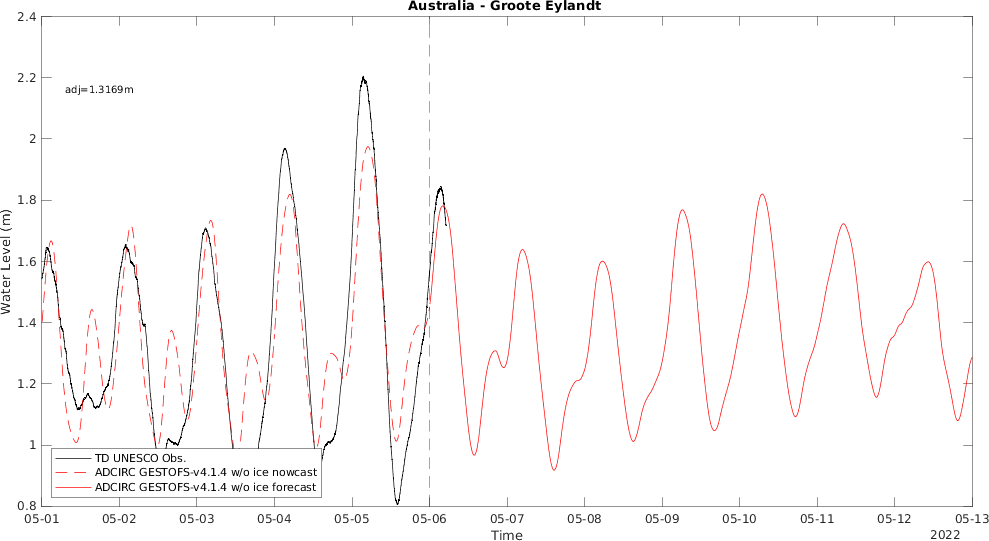 Australia - Groote Eylandt
2.4
2.2
2
1.8
1.6
1.4
1.2
1
0.8
Water Level (m)
adj=1.3169m
TD UNESCO Obs.
ADCIRC GESTOFS-v4.1.4 w/o ice nowcast
ADCIRC GESTOFS-v4.1.4 w/o ice forecast
05-01 05-02 05-03 05-04 05-05 05-06 05-07 05-08 05-09 05-10 05-11 05-12 05-13
Time
2022